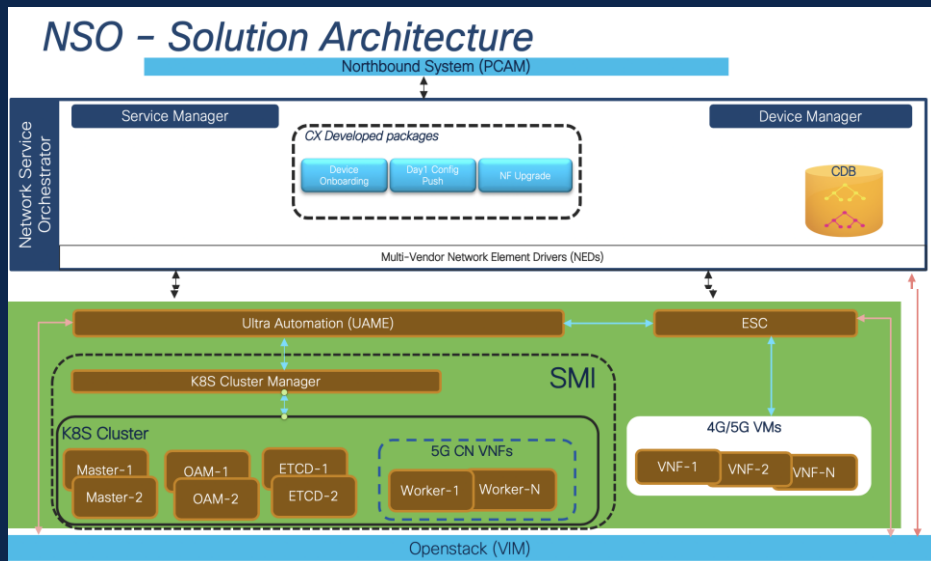 NSO – Solution Architecture
Northbound System (PCAM)
Network Service
Orchestrator
Service Manager
Device Manager
CX Developed packages
Device
Onboarding
Day1 Config
Push
NF Upgrade
CDB
Multi-Vendor Network Element Drivers (NEDs)
Ultra Automation (UAME)
ESC
K8S Cluster Manager
SMI
K8S Cluster
Master-1
Master-2
OAM-1
OAM-2
ETCD-1
ETCD-2
5G CN VNFs
Worker-1
Worker-N
4G/5G VMs
VNF-1
VNF-2
VNF-N
Openstack (VIM)